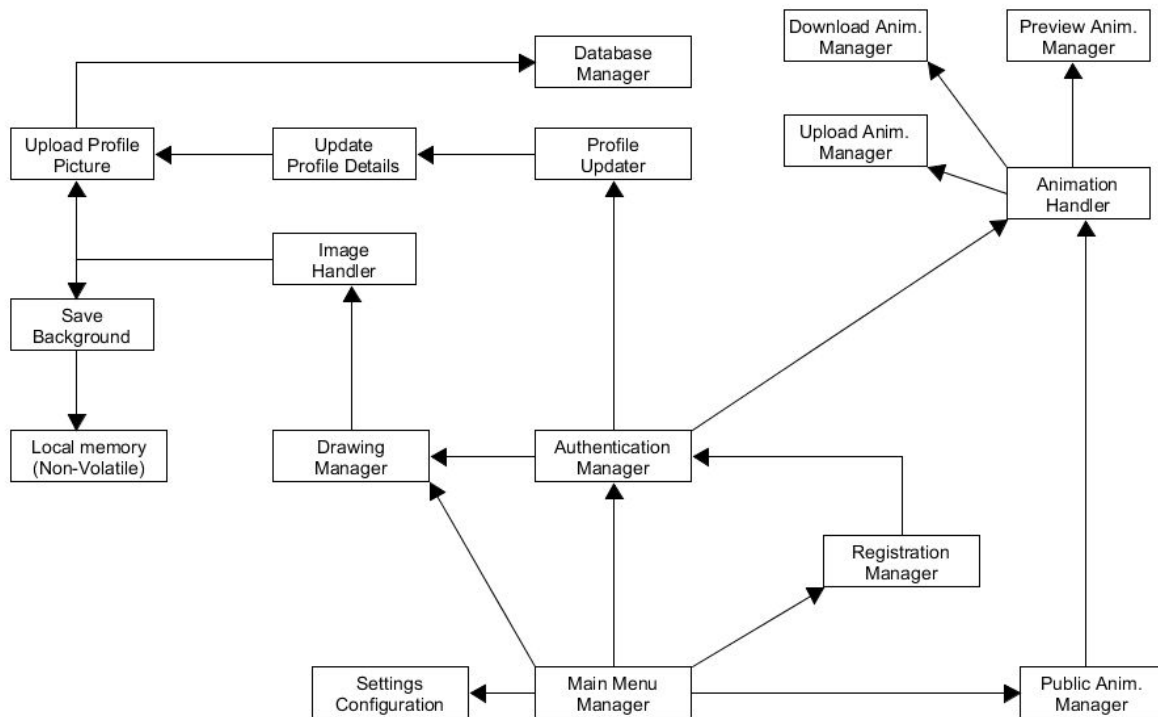 Download Anim.
Manager
Preview Anim.
Manager
Database
Manager
Upload Profile
Picture
Update
Profile Details
Profile
Updater
Upload Anim.
Manager
Animation
Handler
Image
Handler
Save
Background
Local memory
(Non-Volatile)
Drawing
Manager
Authentication
Manager
Registration
Manager
Settings
Configuration
Main Menu
Manager
Public Anim.
Manager